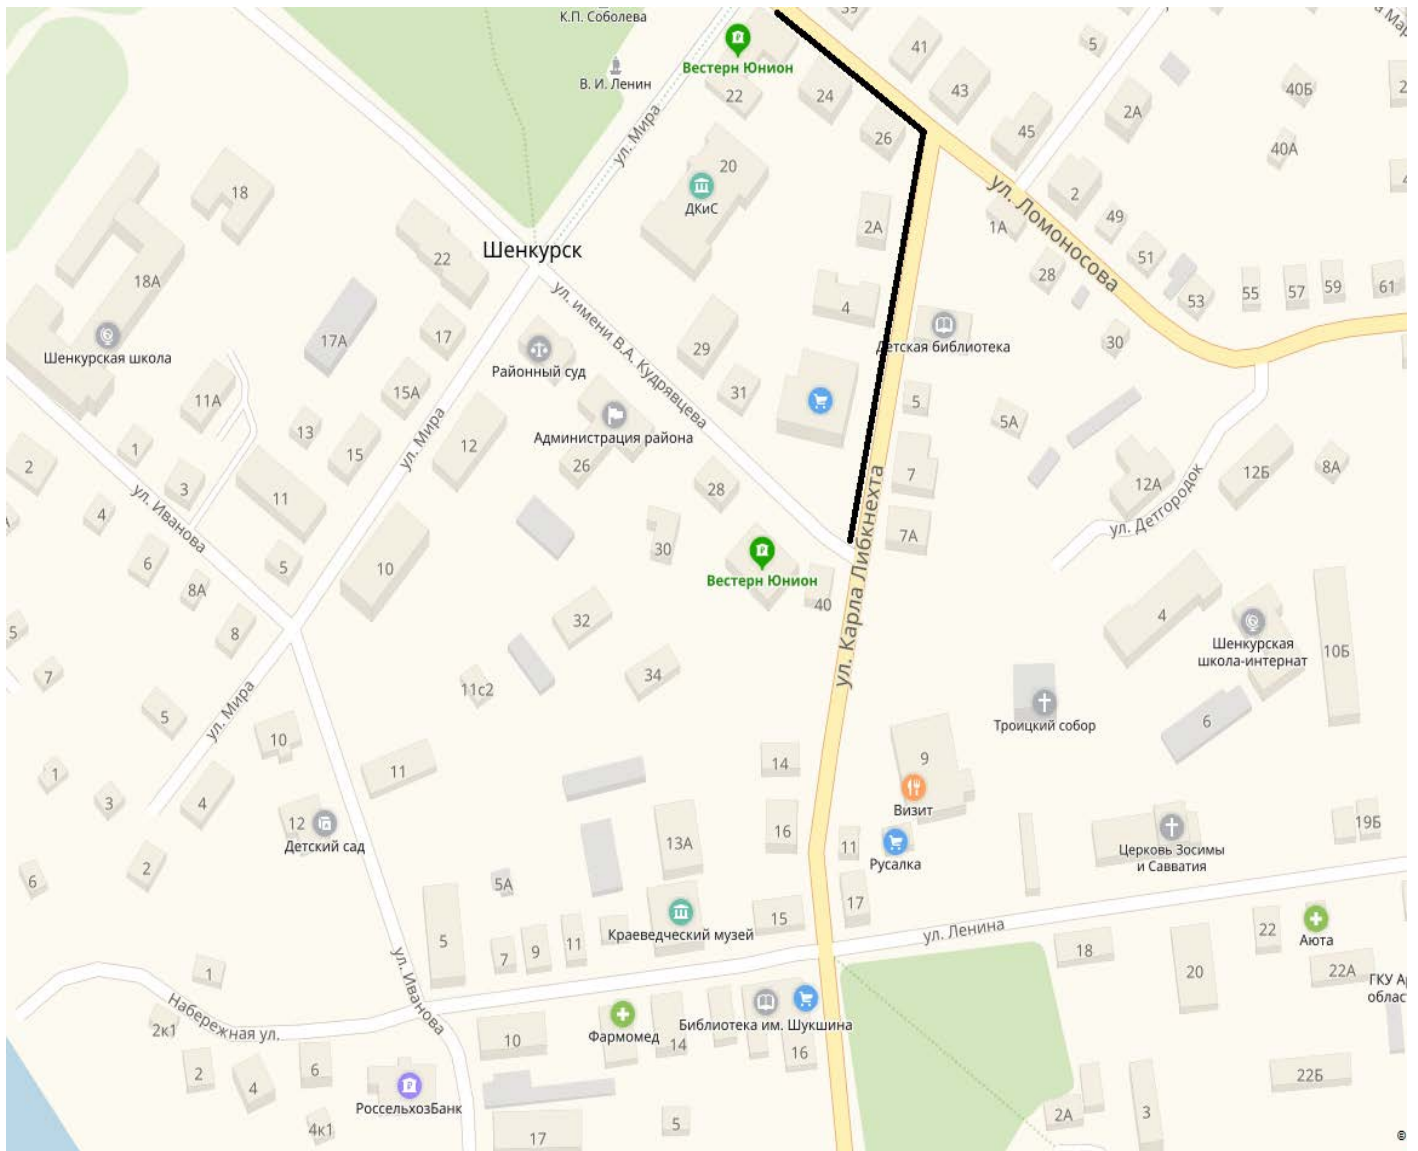 К.П. Соболева
39
41
5
В. И. Ленин
Вестерн Юнион
22
24
43
2А
40Б
26
45
40А
ул. Мира
20
ДКиС
18
2А
ул. Ломоносова
2
1А
49
51
Шенкурск
22
28
53
55
57
59
61
18А
4
ул. имени В.А. Кудрявцева
Шенкурская школа
17А
17
Районный суд
29
Детская библиотека
30
11А
15А
31
5
5А
13
15
ул. Мира
12
Администрация района
26
1
2
3
11
28
7
12А
12Б
8А
4
ул. Иванова
ул. Карла Либкнехта
7А
ул. Детгородок
6
5
10
30
Вестерн Юнион
40
8А
8
32
4
Шенкурская
школа-интернат
10Б
5
7
11с2
34
Троицкий собор
6
5
ул. Мира
10
11
14
9
Визит
1
3
4
12
Детский сад
13А
16
11
Русалка
Церковь Зосимы
и Савватия
19Б
2
6
5А
17
5
7
9
11
Краеведческий музей
15
ул. Ленина
18
22
Аюта
20
22А
1
ул. Иванова
Набережная ул.
2к1
Фармомед
14
Библиотека им. Шукшина
16
10
2
4
6
РоссельхозБанк
22Б
4к1
17
5
2А
3
©